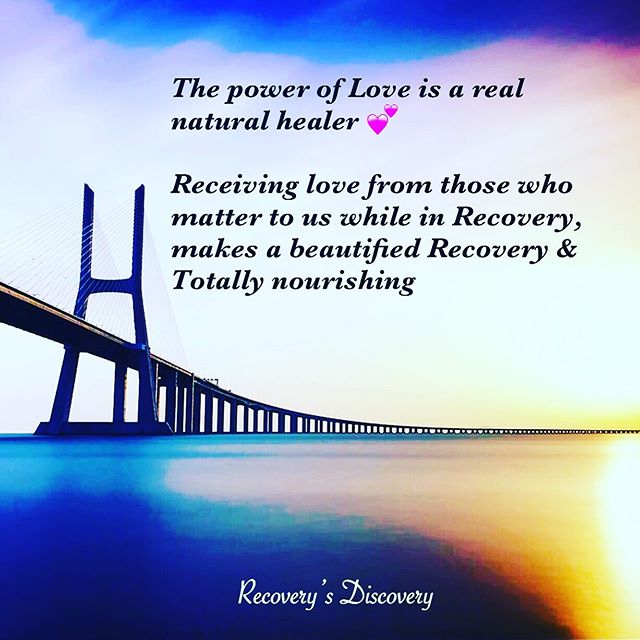 The power of Love is a real
natural healer 💕
Receiving love from those who
matter to us while in Recovery,
makes a beautified Recovery &
Totally nourishing
Recovery's Discovery